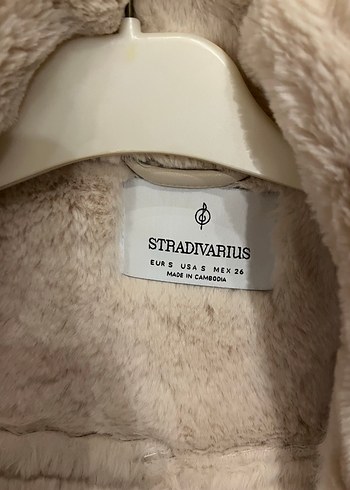 STRADIVARIUS
EUR S USA S MEX 26
MADE IN CAMBODIA